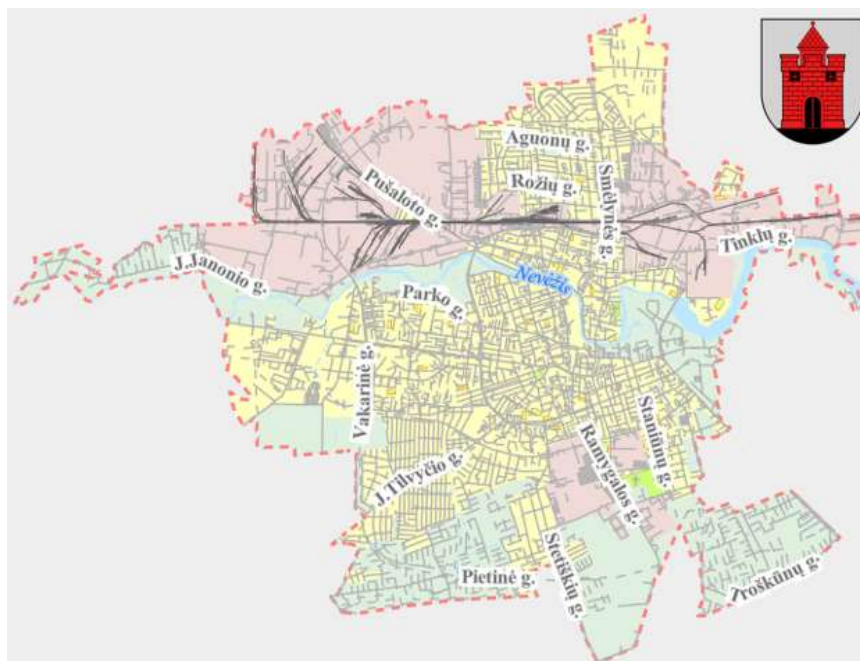 Aguonų g.
Rožių g.
Smėlynės g.
Pušaloto g.
Tinklų g.
J.Janonio g.
Nevėžis
Parko g.
Vakarinė g.
Staniūnų g.
Ramygalos g.
J.Tilvyčio g.
Stetiškių g.
Pietinė g.
Troškūnų g.